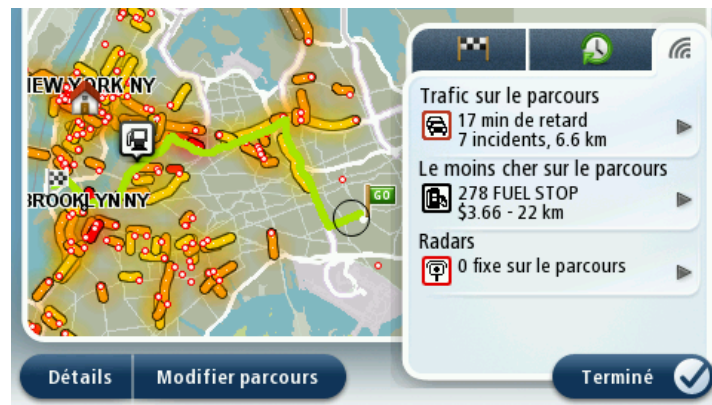 NEW YORK NY
BROOKLYN NY
GO
Trafic sur le parcours
17 min de retard
7 incidents, 6.6 km
Le moins cher sur le parcours
278 FUEL STOP
$3.66 - 22 km
Radars
0 fixe sur le parcours
Détails
Modifier parcours
Terminé